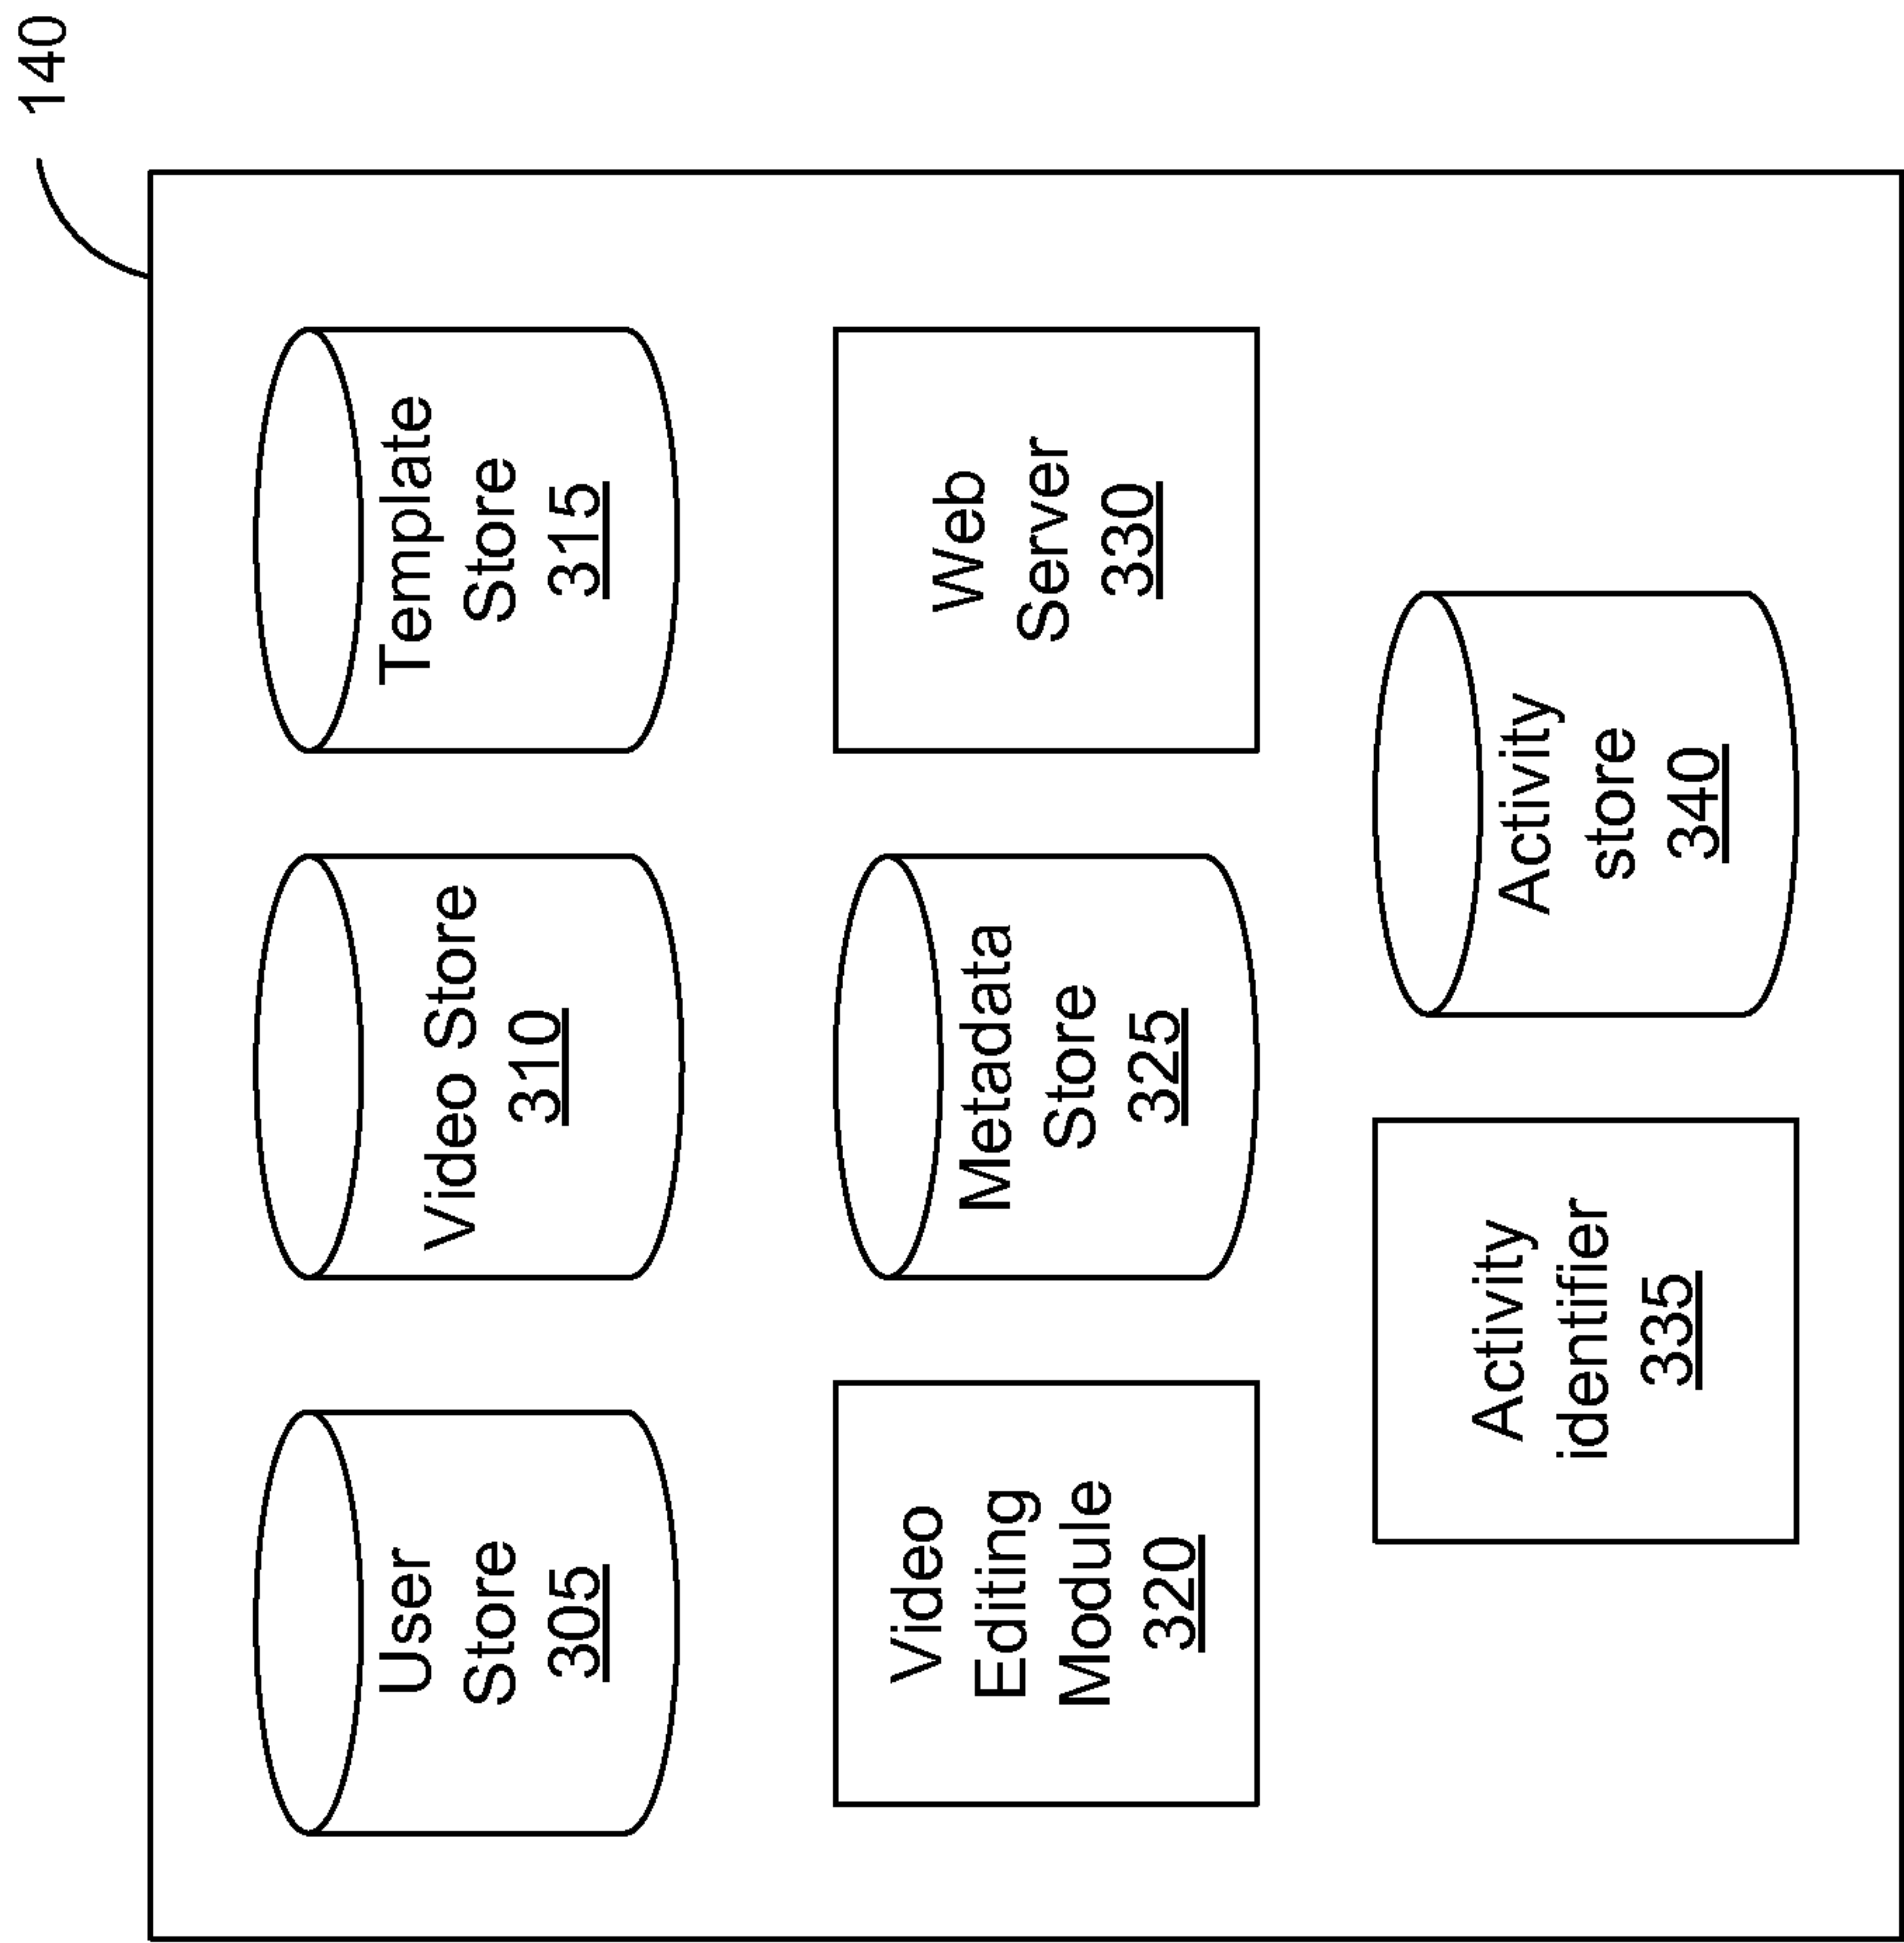 140
User
Store
305
Video Store
310
Template
Store
315
Video
Editing
Module
320
Metadata
Store
325
Web
Server
330
Activity
identifier
335
Activity
store
340